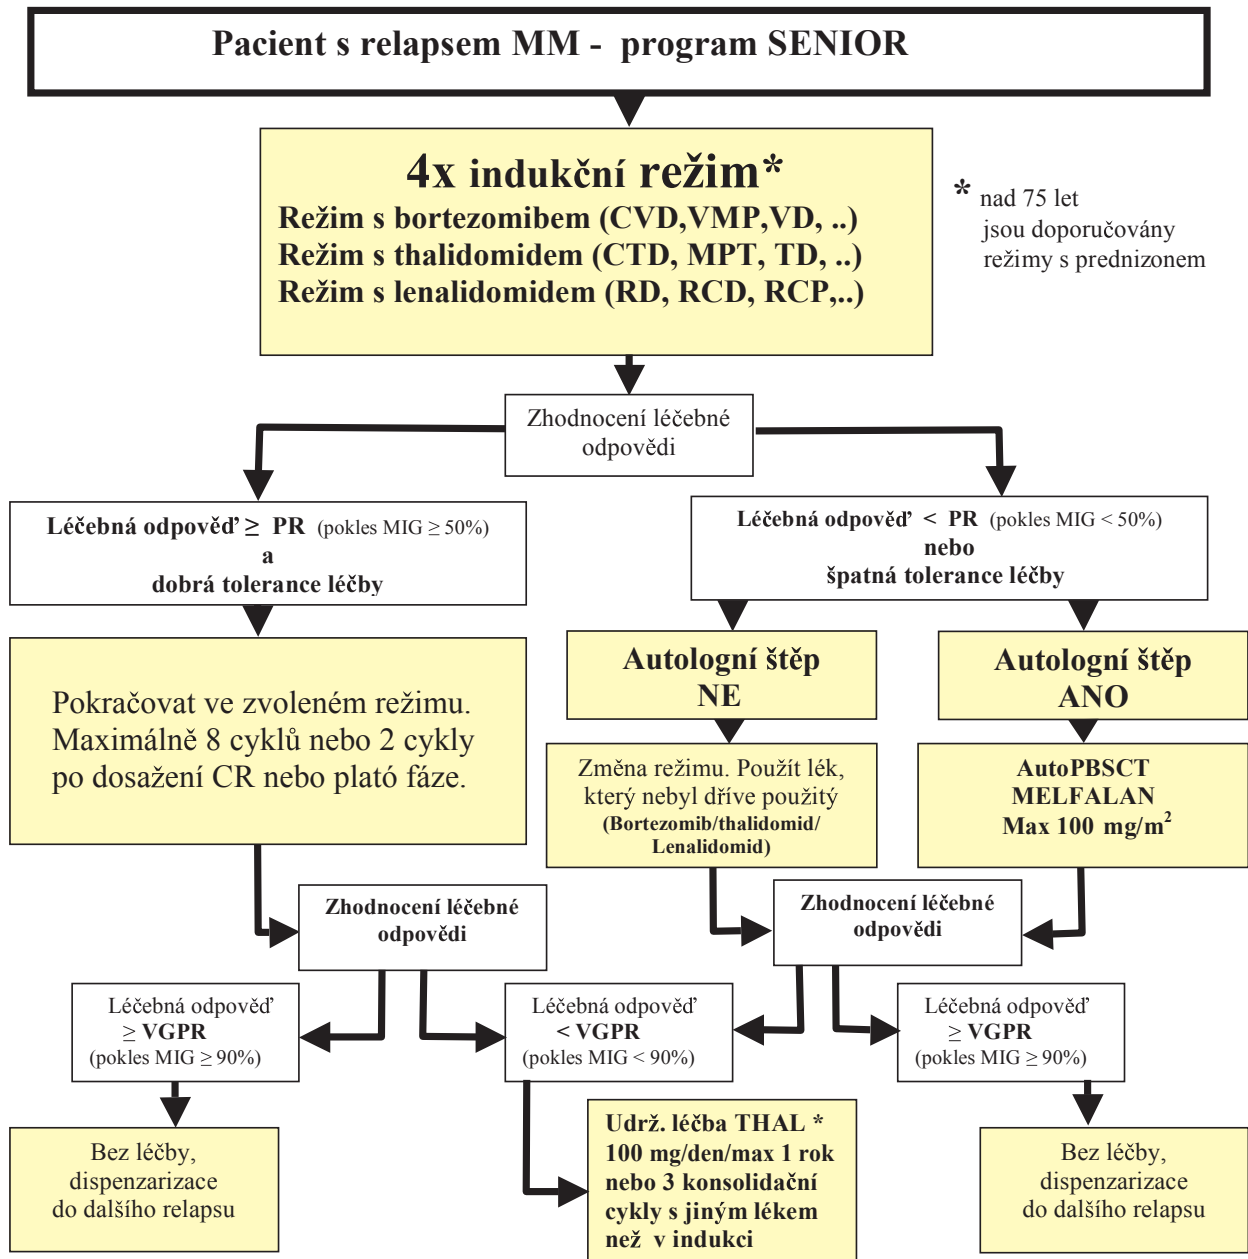 Pacient s relapsem MM - program SENIOR
4x indukční režim*
Režim s bortezomibem (CVD,VMP,VD, ..)
Režim s thalidomidem (CTD, MPT, TD, ..)
Režim s lenalidomidem (RD, RCD, RCP,..)
* nad 75 let
jsou doporučovány
režimy s prednizonem
Zhodnocení léčebné
odpovědi
Léčebná odpověď ≥ PR (pokles MIG ≥ 50%)
a
dobrá tolerance léčby
Léčebná odpověď < PR (pokles MIG < 50%)
nebo
špatná tolerance léčby
Pokračovat ve zvoleném režimu.
Maximálně 8 cyklů nebo 2 cykly
po dosažení CR nebo plató fáze.
Autologní štěp
NE
Autologní štěp
ANO
Změna režimu. Použít lék,
který nebyl dříve použitý
(Bortezomib/thalidomid/
Lenalidomid)
AutoPBSCT
MELFALAN
Max 100 mg/m²
Zhodnocení léčebné
odpovědi
Zhodnocení léčebné
odpovědi
Léčebná odpověď
≥ VGPR
(pokles MIG ≥ 90%)
Léčebná odpověď
< VGPR
(pokles MIG < 90%)
Léčebná odpověď
≥ VGPR
(pokles MIG ≥ 90%)
Bez léčby,
dispenzarizace
do dalšího relapsu
Udrž. léčba THAL *
100 mg/den/max 1 rok
nebo 3 konsolidační
cykly s jiným lékem
než v indukci
Bez léčby,
dispenzarizace
do dalšího relapsu